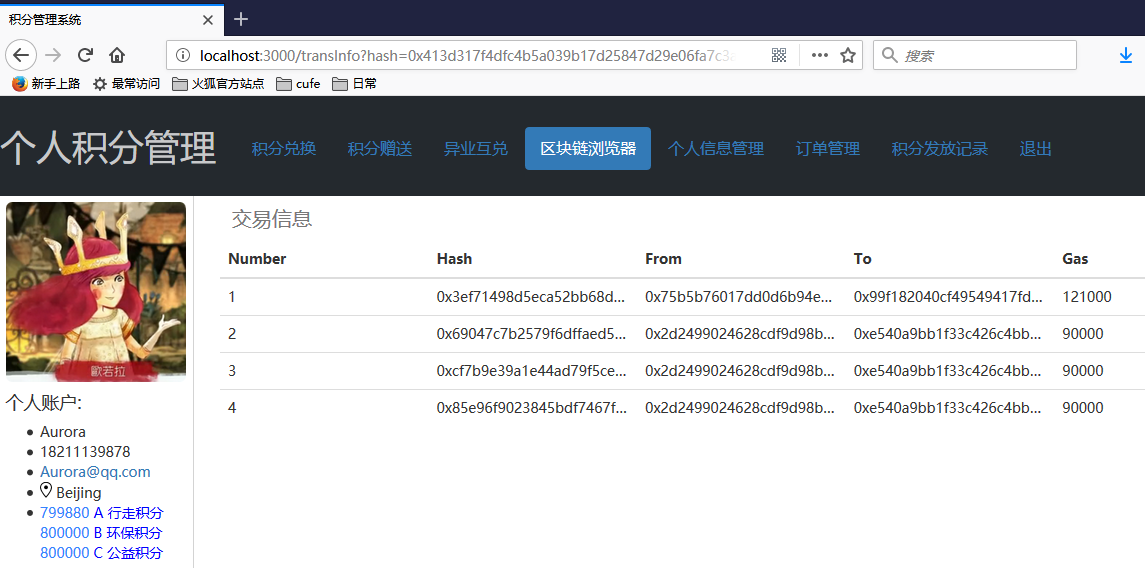 积分管理系统
localhost:3000/transInfo?hash=0x413d317f4dfc4b5a039b17d25847d29e06fa7c3
搜索
新手上路 最常访问 火狐官方站点 cufe 日常
个人积分管理 积分兑换 积分赠送 异业互兑 区块链浏览器 个人信息管理 订单管理 积分发放记录 退出
交易信息
Number Hash From To Gas
1 0x3ef71498d5eca52bb68d... 0x75b5b76017dd0d6b94e... 0x99f182040cf49549417fd... 121000
2 0x69047c7b2579f6dffaed5... 0x2d2499024628cdf9d98b... 0xe540a9bb1f33c426c4bb... 90000
3 0xcf7b9e39a1e44ad79f5ce... 0x2d2499024628cdf9d98b... 0xe540a9bb1f33c426c4bb... 90000
4 0x85e96f9023845bdf7467f... 0x2d2499024628cdf9d98b... 0xe540a9bb1f33c426c4bb... 90000
歐若拉
个人账户:
Aurora
18211139878
Aurora@qq.com
Beijing
799880 A 行走积分
800000 B 环保积分
800000 C 公益积分